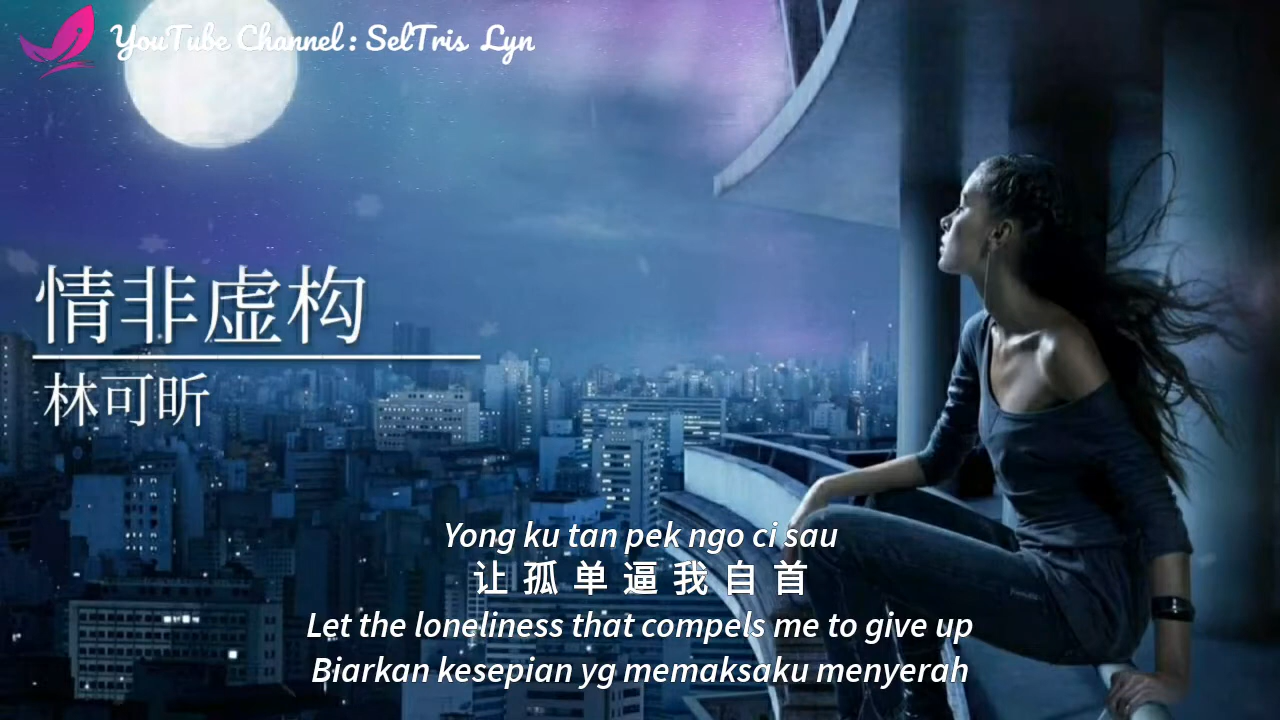 YouTube Channel : SelTris Lyn
情非虚构
林可昕
Yong ku tan pek ngo ci sau
让孤单逼我自首
Let the loneliness that compels me to give up
Biarkan kesepian yg memaksaku menyerah